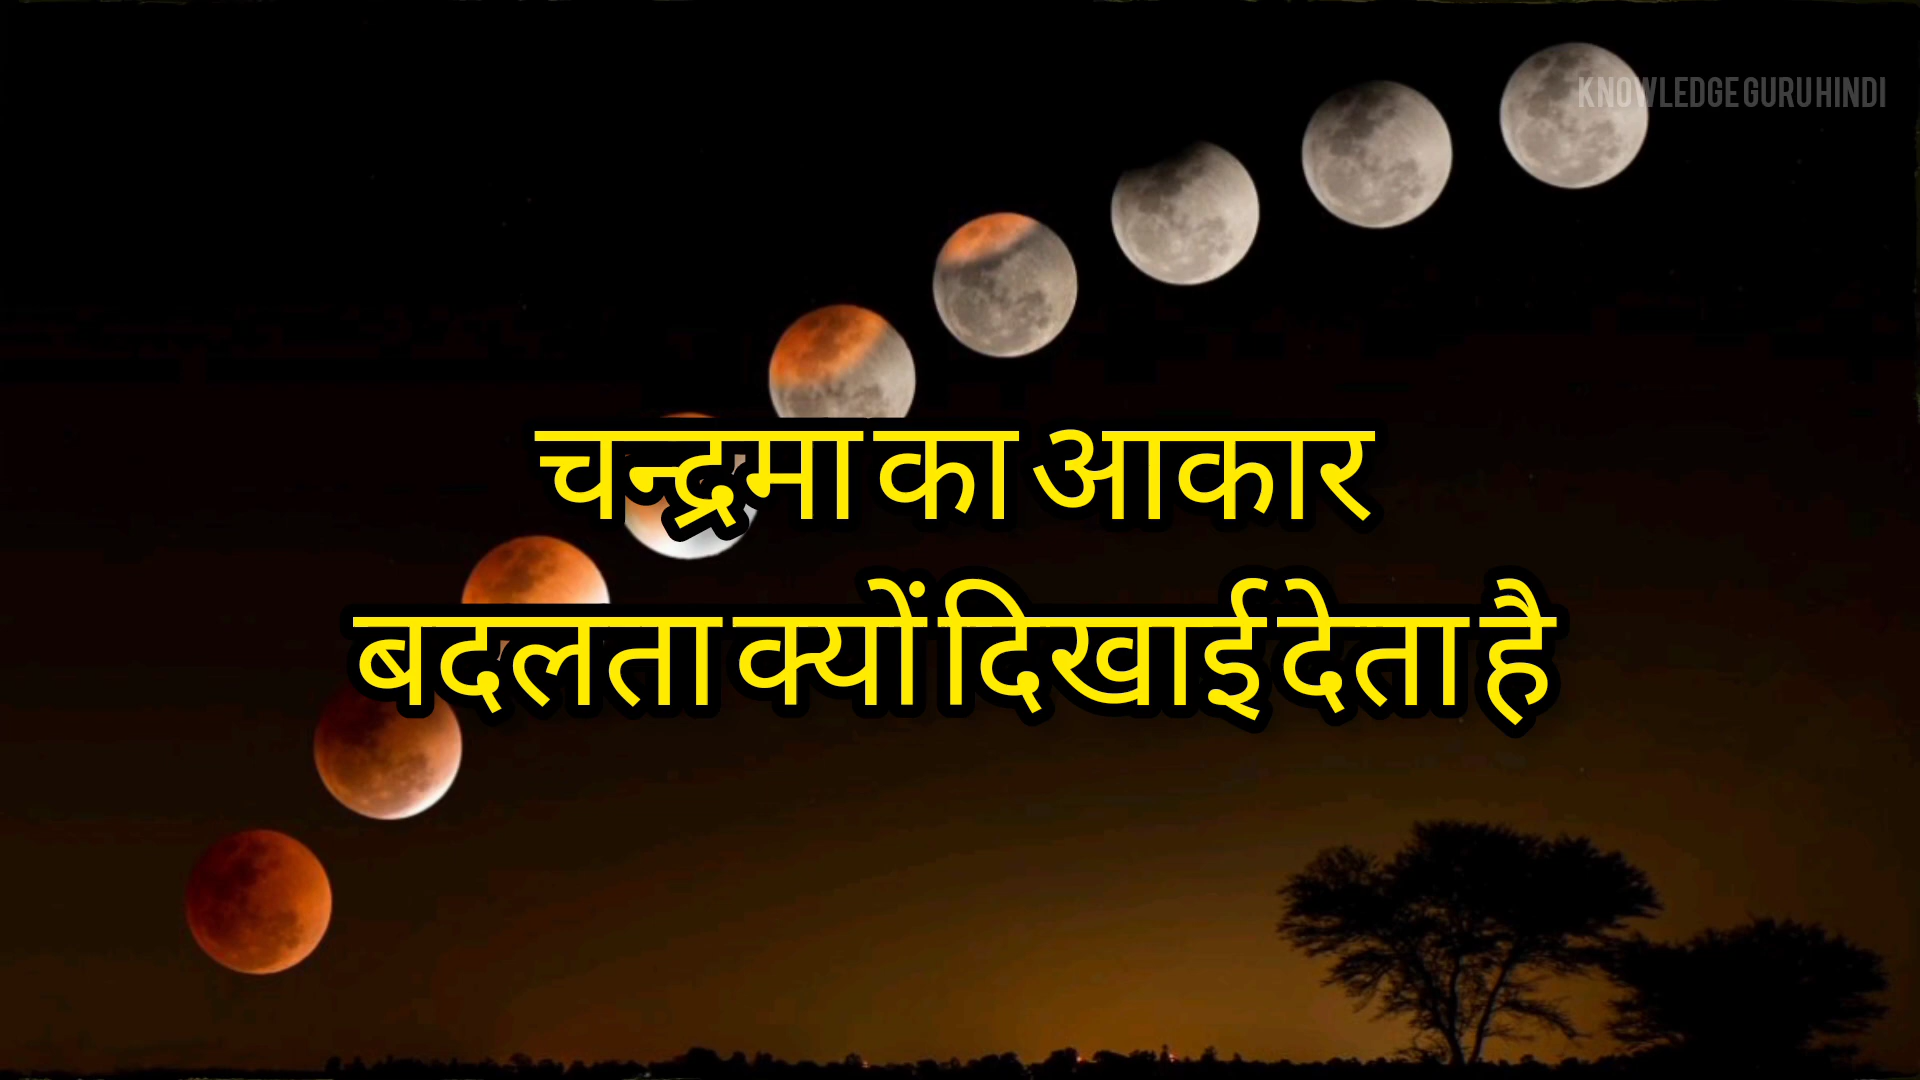 KNOWLEDGE GURU HINDI
चन्द्रमा का आकार
बदलता क्यों दिखाई देता है